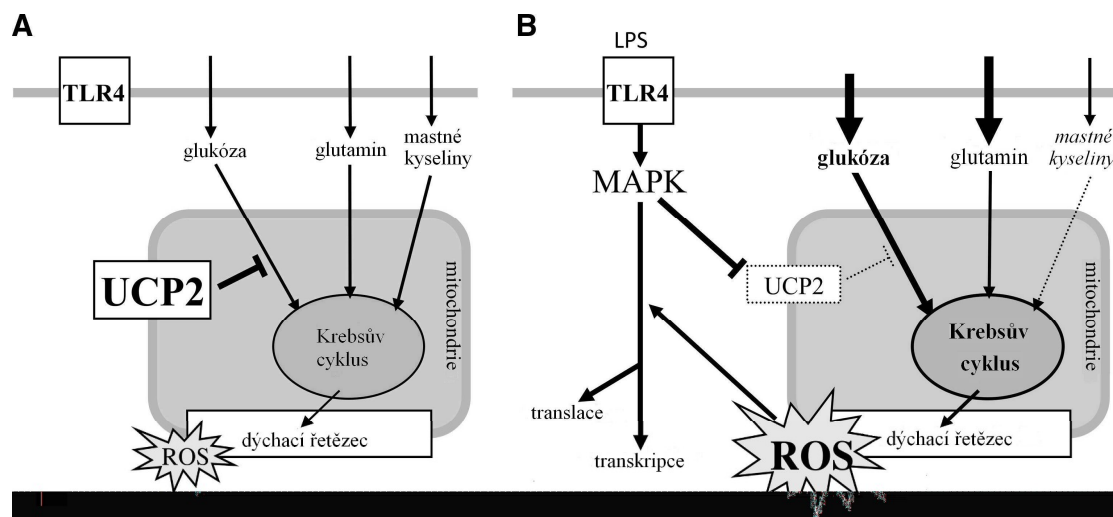 A
TLR4
glukóza
glutamin
mastné
kyseliny
UCP2
mitochondrie
Krebsův
cyklus
dýchací řetězec
ROS
B
LPS
TLR4
MAPK
glukóza
glutamin
mastné
kyseliny
UCP2
mitochondrie
Krebsův
cyklus
translace
transkripce
ROS
dýchací řetězec